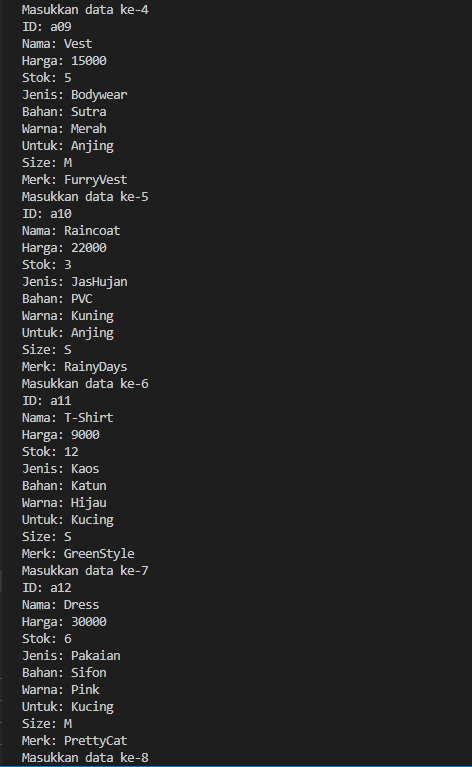 Masukkan data ke-4
ID: a09
Nama: Vest
Harga: 15000
Stok: 5
Jenis: Bodywear
Bahan: Sutra
Warna: Merah
Untuk: Anjing
Size: M
Merk: FurryVest
Masukkan data ke-5
ID: a10
Nama: Raincoat
Harga: 22000
Stok: 3
Jenis: JasHujan
Bahan: PVC
Warna: Kuning
Untuk: Anjing
Size: S
Merk: RainyDays
Masukkan data ke-6
ID: a11
Nama: T-Shirt
Harga: 9000
Stok: 12
Jenis: Kaos
Bahan: Katun
Warna: Hijau
Untuk: Kucing
Size: S
Merk: GreenStyle
Masukkan data ke-7
ID: a12
Nama: Dress
Harga: 30000
Stok: 6
Jenis: Pakaian
Bahan: Sifon
Warna: Pink
Untuk: Kucing
Size: M
Merk: PrettyCat
Masukkan data ke-8